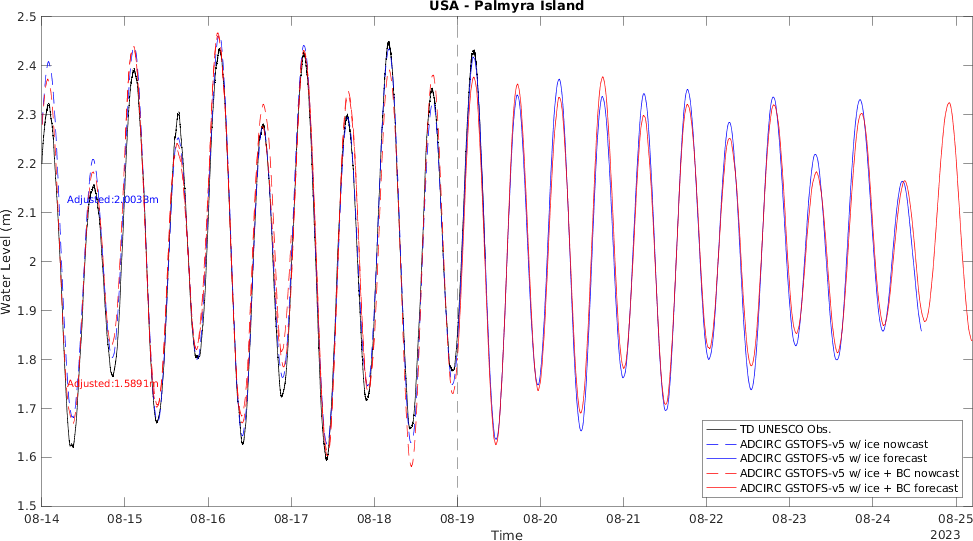 USA - Palmyra Island
2.5
2.4
2.3
2.2
2.1
2
1.9
1.8
1.7
1.6
1.5
Water Level (m)
Adjusted:2.0033m
Adjusted:1.5891m
TD UNESCO Obs.
ADCIRC GSTOFS-v5 w/ ice nowcast
ADCIRC GSTOFS-v5 w/ ice forecast
ADCIRC GSTOFS-v5 w/ ice + BC nowcast
ADCIRC GSTOFS-v5 w/ ice + BC forecast
08-14 08-15 08-16 08-17 08-18 08-19 08-20 08-21 08-22 08-23 08-24 08-25
Time
2023